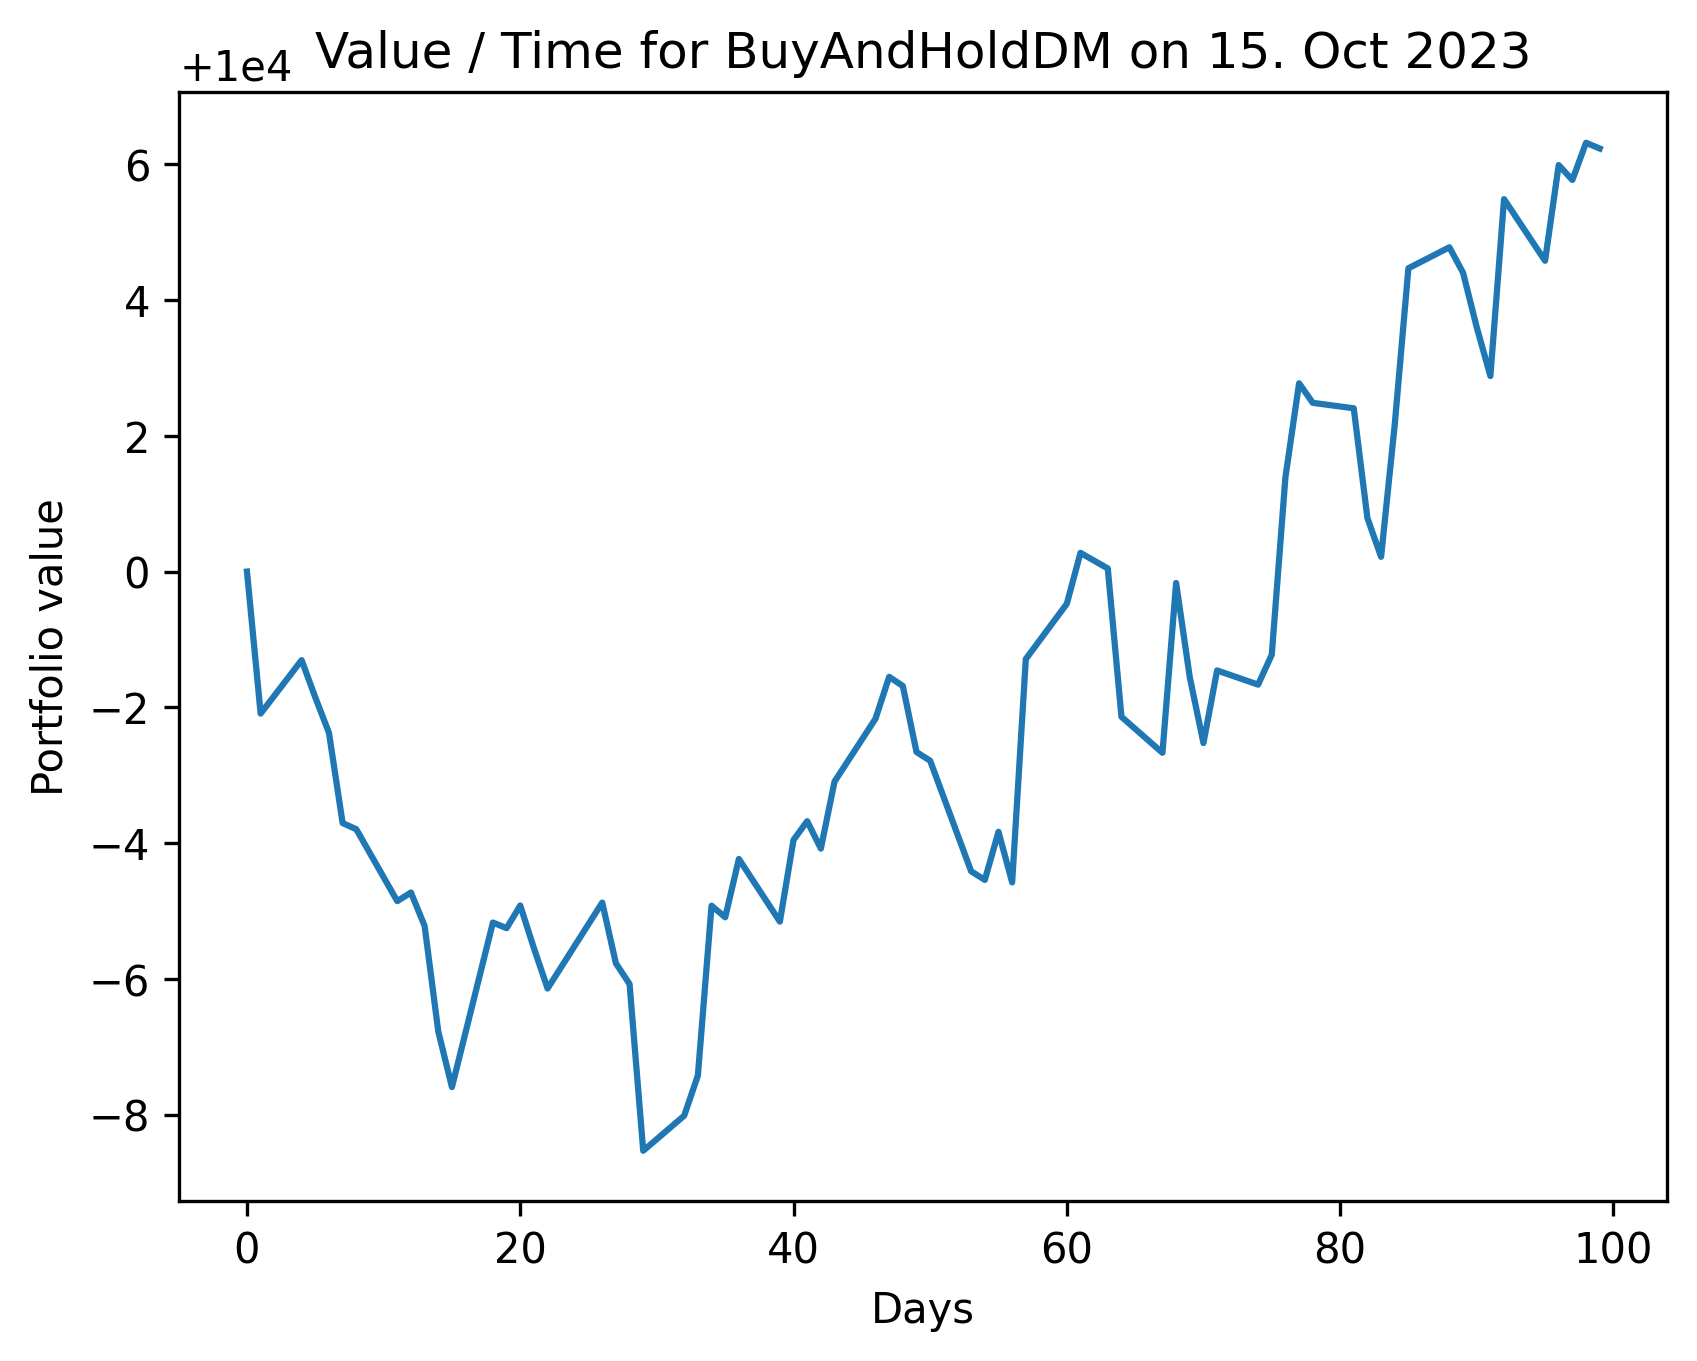 Value / Time for BuyAndHoldDM on 15. Oct 2023
+1e4
6
4
2
0
−2
−4
−6
−8
Portfolio value
0 20 40 60 80 100
Days